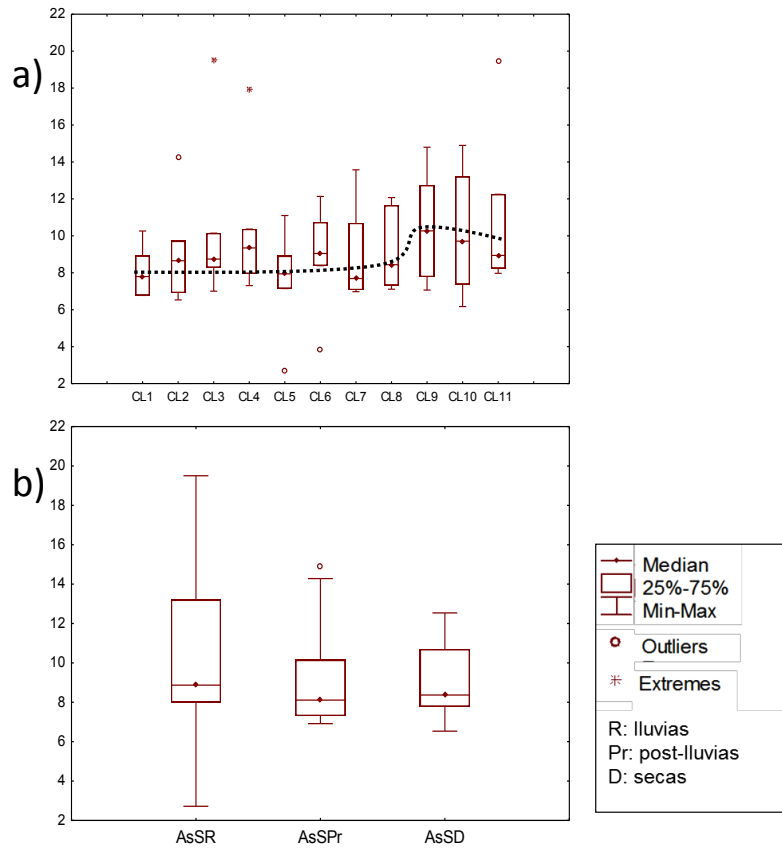 a)
22
20
18
16
14
12
10
8
6
4
2
CL1 CL2 CL3 CL4 CL5 CL6 CL7 CL8 CL9 CL10 CL11
b)
22
20
18
16
14
12
10
8
6
4
2
AsSR AsSPr AsSD
Median
25%-75%
Min-Max
Outliers
Extremes
R: lluvias
Pr: post-lluvias
D: secas